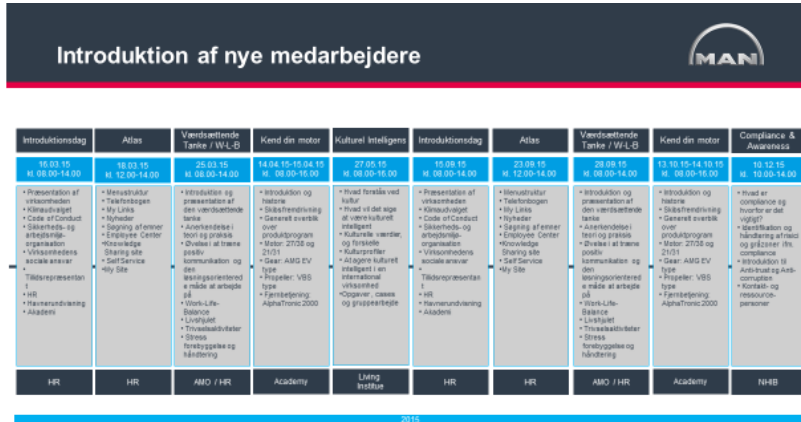 Introduktion af nye medarbejdere
MAN
Introduktionsdag
16.03.15
kl. 08.00-14.00
• Præsentation af
virksomheden
• Klimaudvalget
• Code of Conduct
• Sikkerheds- og
arbejdsmiljø-
organisation
• Virksomhedens
sociale ansvar
•
Tillidsrepræsentan
t
• HR
• Havnerundvisning
• Akademi
HR
Atlas
18.03.15
kl. 12.00-14.00
• Menustruktur
• Telefonbogen
• My Links
• Nyheder
• Søgning af emner
• Employee Center
•Knowledge
Sharing site
• Self Service
•My Site
HR
Værdsættende
Tanke / W-L-B
25.03.15
kl. 08.00-14.00
• Introduktion og
præsentation af
den værdsættende
tanke
• Anerkendelse i
teori og praksis
• Øvelse i at træne
positiv
kommunikation og
den
løsningsorientered
e måde at arbejde
på
• Work-Life-
Balance
• Livshjulet
• Trivselsaktiviteter
• Stress
forebyggelse og
håndtering
AMO / HR
Kend din motor
14.04.15-15.04.15
kl. 08.00-16.00
• Introduktion og
historie
• Skibsfremdrivning
• Generelt overblik
over
produktprogram
• Motor: 27/38 og
21/31
• Gear: AMG EV
type
• Propeller: VBS
type
• Fjernbetjening:
AlphaTronic 2000
Academy
Kulturel Intelligens
27.05.15
kl. 08.00-16.00
• Hvad forstås ved
kultur
• Hvad vil det sige
at være kulturelt
intelligent
• Kulturelle værdier,
og forskelle
• Kulturprofiler
• At agere kulturelt
intelligent i en
international
virksomhed
•Opgaver, cases
og gruppearbejde
Living
Institue
Introduktionsdag
15.09.15
kl. 08.00-14.00
• Præsentation af
virksomheden
• Klimaudvalget
• Code of Conduct
• Sikkerheds- og
arbejdsmiljø-
organisation
• Virksomhedens
sociale ansvar
•
Tillidsrepræsentan
t
• HR
• Havnerundvisning
• Akademi
HR
Atlas
23.09.15
kl. 12.00-14.00
• Menustruktur
• Telefonbogen
• My Links
• Nyheder
• Søgning af emner
• Employee Center
•Knowledge
Sharing site
• Self Service
•My Site
HR
Værdsættende
Tanke / W-L-B
28.09.15
kl. 08.00-14.00
• Introduktion og
præsentation af
den værdsættende
tanke
• Anerkendelse i
teori og praksis
• Øvelse i at træne
positiv
kommunikation og
den
løsningsorientered
e måde at arbejde
på
• Work-Life-
Balance
• Livshjulet
• Trivselsaktiviteter
• Stress
forebyggelse og
håndtering
AMO / HR
Kend din motor
13.10.15-14.10.15
kl. 08.00-16.00
• Introduktion og
historie
• Skibsfremdrivning
• Generelt overblik
over
produktprogram
• Motor: 27/38 og
21/31
• Gear: AMG EV
type
• Propeller: VBS
type
• Fjernbetjening:
AlphaTronic 2000
Academy
Compliance &
Awareness
10.12.15
kl. 10.00-14.00
• Hvad er
compliance og
hvorfor er det
vigtigt?
• Identifikation og
håndtering af risici
og gråzoner ifm.
compliance
• Introduktion til
Anti-trust og Anti-
corruption
• Kontakt- og
ressource-
personer
NHIB
2015